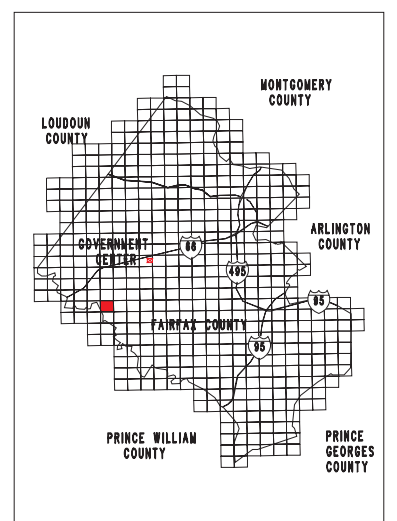 MONTGOMERY
COUNTY
LOUDOUN
COUNTY
ARLINGTON
COUNTY
GOVERNMENT
CENTER
66
495
95
FAIRFAX COUNTY
95
PRINCE WILLIAM
COUNTY
PRINCE
GEORGES
COUNTY